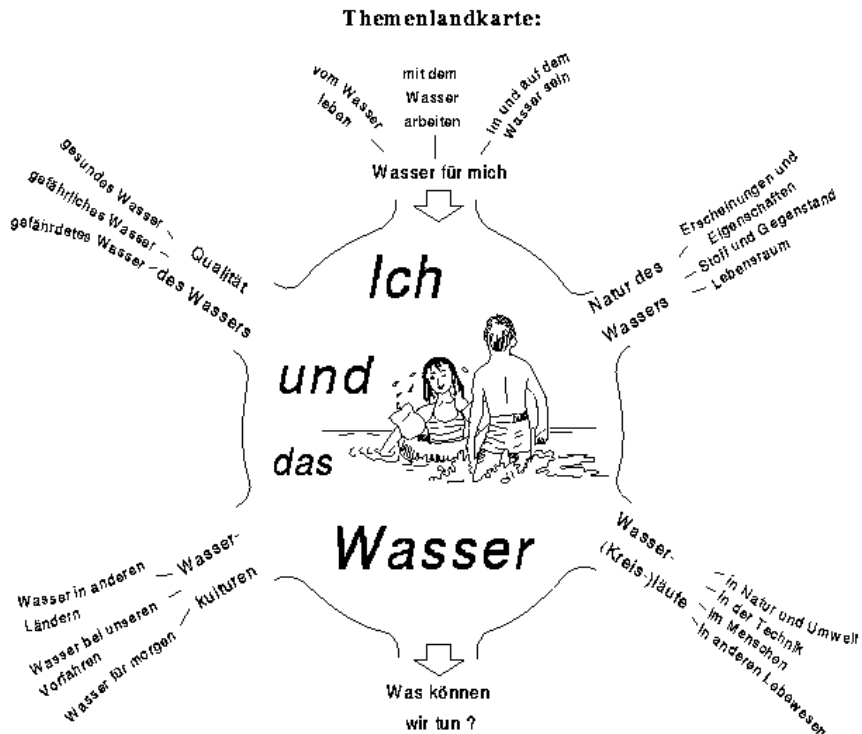 Themenlandkarte:
vom Wasser
leben
mit dem
Wasser
arbeiten
im und auf dem
Wasser sein
Wasser für mich
gesundes Wasser
gefährliches Wasser
gefährdetes Wasser
Qualität
des Wassers
Natur des
Wassers
Erscheinungen und
Eigenschaften
Stoff und Gegenstand
Lebensraum
Ich
und
das
Wasser
Wasser-
kulturen
Wasser in anderen
Ländern
Wasser bei unseren
Vorfahren
Wasser für morgen
Wasser-
(Kreis-)läufe
in Natur und Umwelt
in der Technik
im Menschen
in anderen Lebewesen
Was können
wir tun ?